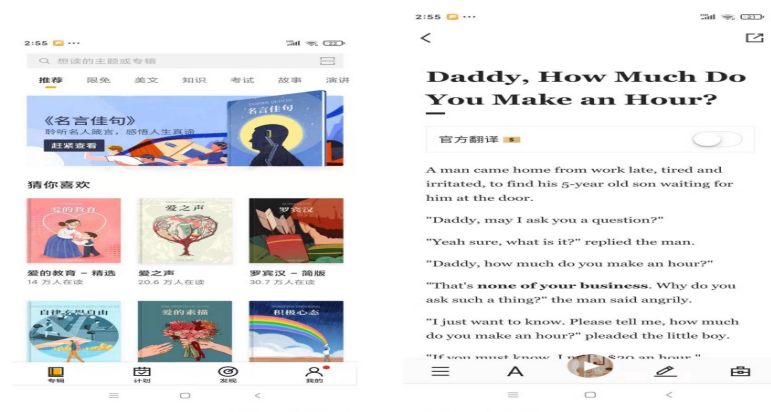 2:55
想读的主题或专辑
推荐 限免 美文 知识 考试 故事 演讲
《名言佳句》
聆听名人箴言，感悟人生真谛
赶紧查看
名言佳句
猜你喜欢
爱的教育
爱之声
罗宾汉
爱的教育 - 精选
爱之声
罗宾汉 - 简版
14 万人在读
20.6 万人在读
30.7 万人在读
自律会思自由
爱的素描
积极心态
专辑 计划 发现 我的
2:55
Daddy, How Much Do
You Make an Hour?
官方翻译
A man came home from work late, tired and
irritated, to find his 5-year old son waiting for
him at the door.
"Daddy, may I ask you a question?"
"Yeah sure, what is it?" replied the man.
"Daddy, how much do you make an hour?"
"That's none of your business. Why do you
ask such a thing?" the man said angrily.
"I just want to know. Please tell me, how much
do you make an hour?" pleaded the little boy.
"If you must know, I make $20 an hour."
A